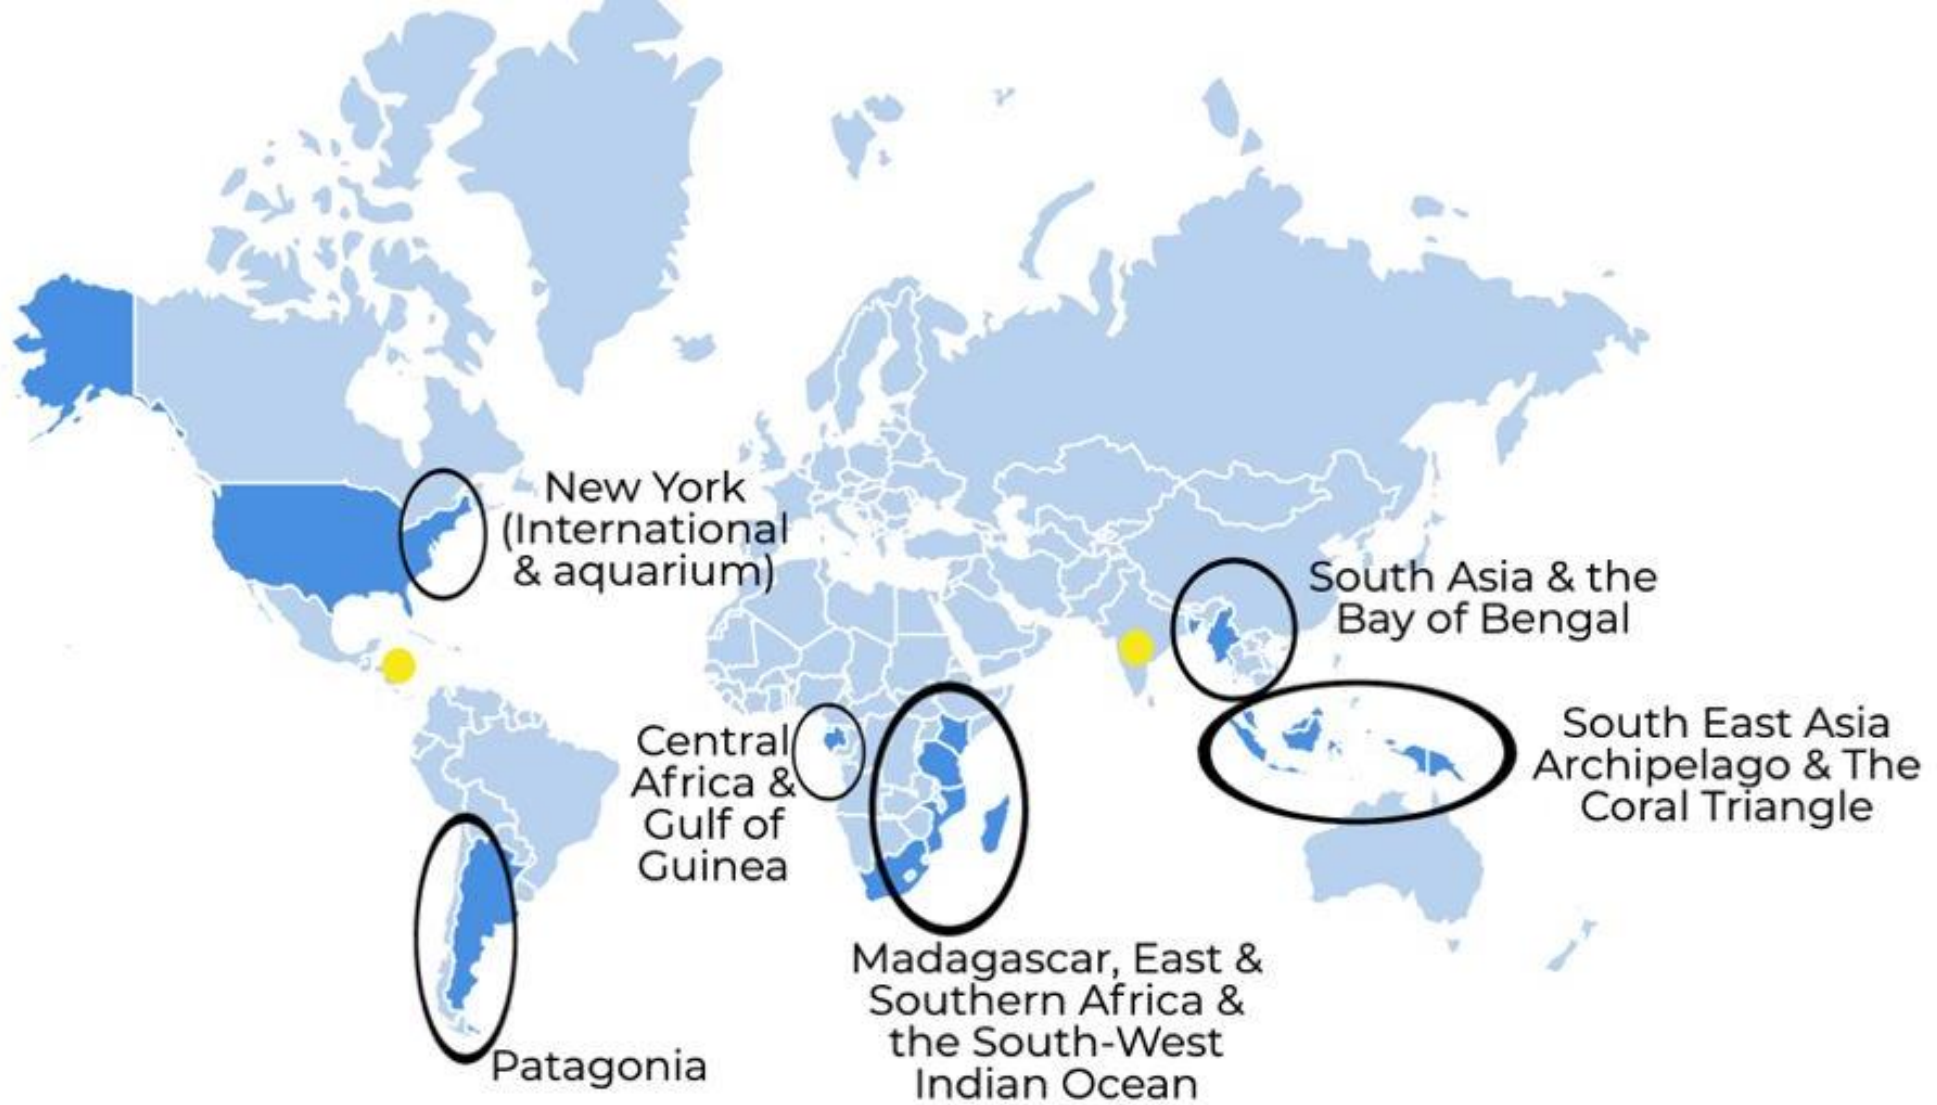 New York
(International
& aquarium)
South Asia & the
Bay of Bengal
South East Asia
Archipelago & The
Coral Triangle
Central
Africa &
Gulf of
Guinea
Madagascar, East &
Southern Africa &
the South-West
Indian Ocean
Patagonia